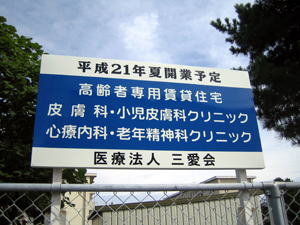 平成21年夏開業予定
高齢者専用賃貸住宅
皮膚科・小児皮膚科クリニック
心療内科・老年精神科クリニック
医療法人 三愛会